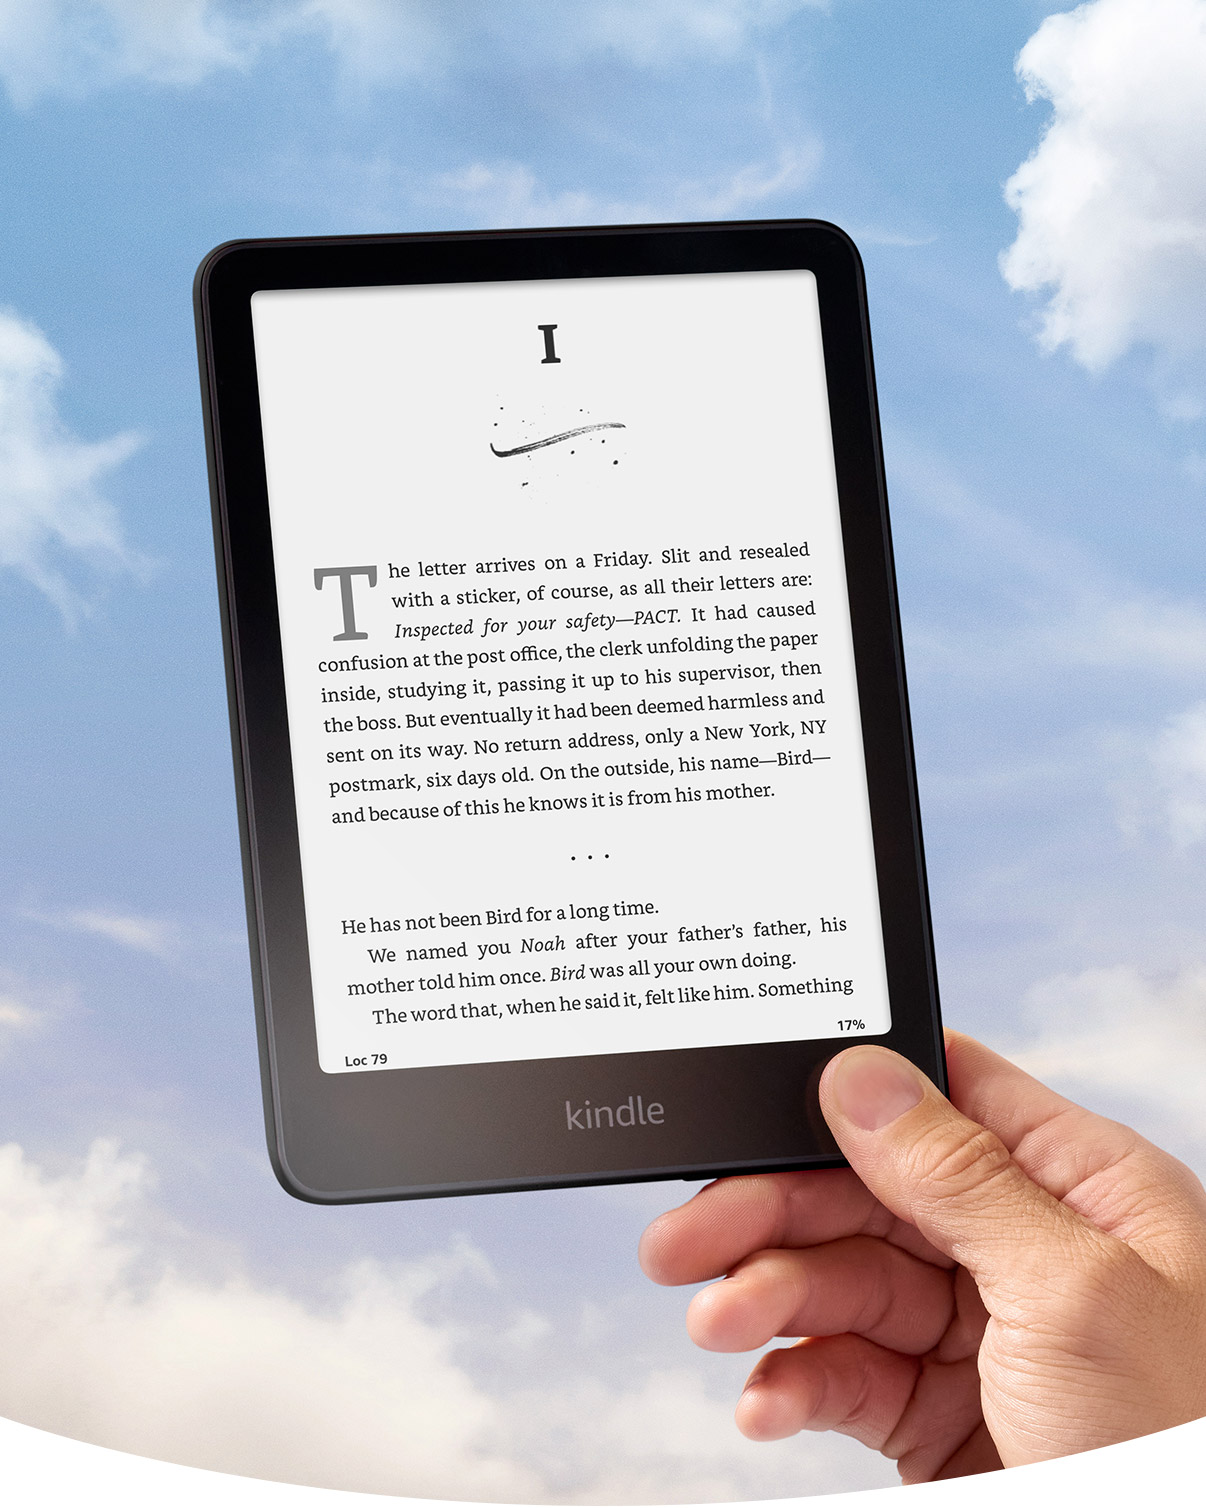 I
The letter arrives on a Friday. Slit and resealed
with a sticker, of course, as all their letters are:
Inspected for your safety—PACT. It had caused
confusion at the post office, the clerk unfolding the paper
inside, studying it, passing it up to his supervisor, then
the boss. But eventually it had been deemed harmless and
sent on its way. No return address, only a New York, NY
postmark, six days old. On the outside, his name—Bird—
and because of this he knows it is from his mother.
. . .
He has not been Bird for a long time.
We named you Noah after your father’s father, his
mother told him once. Bird was all your own doing.
The word that, when he said it, felt like him. Something
Loc 79
17%
kindle